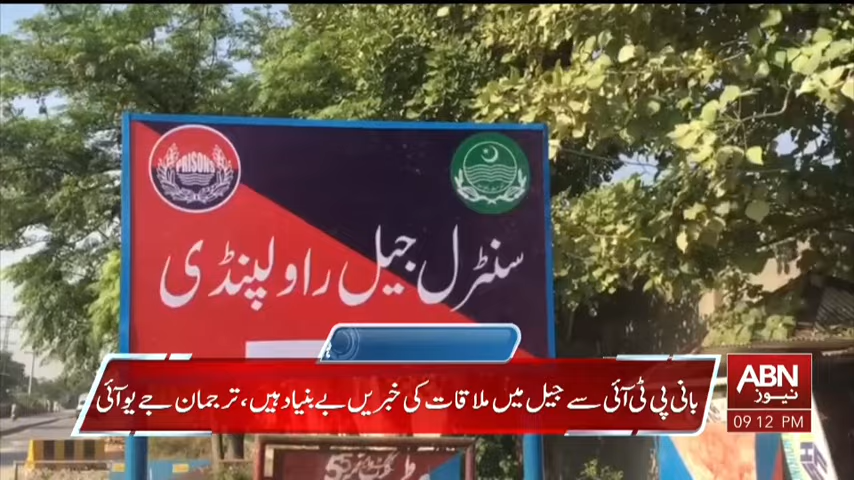 PRISONS
سنٹرل جیل راولپنڈی
بانی پی ٹی آئی سے جیل میں ملاقات کی خبریں بے بنیاد ہیں، ترجمان جے یو آئی
ABN
نیوز
09 12 PM